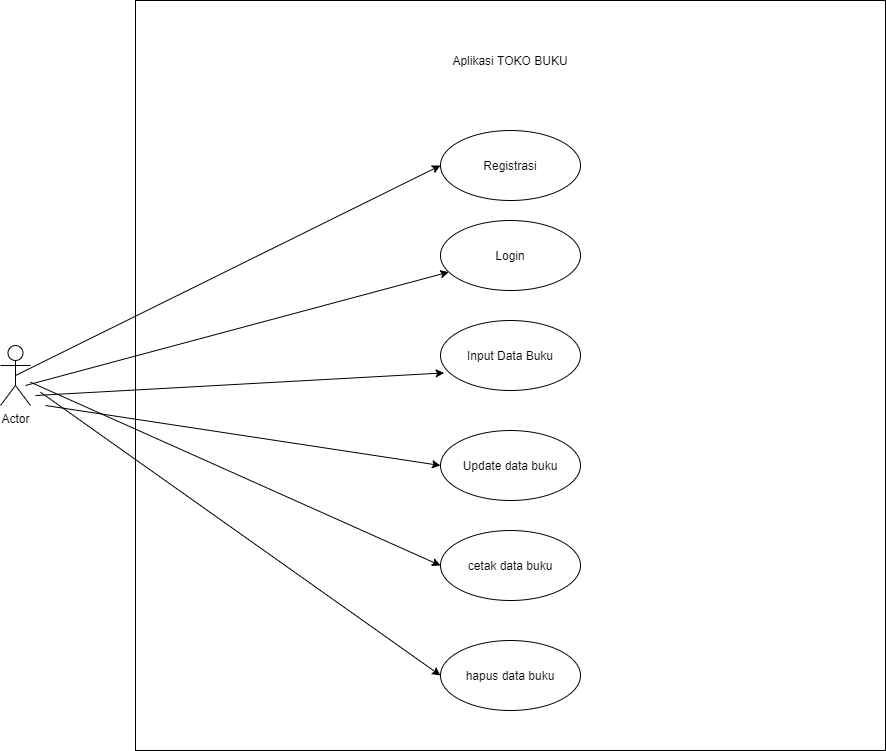 Aplikasi TOKO BUKU
Registrasi
Login
Input Data Buku
Actor
Update data buku
cetak data buku
hapus data buku